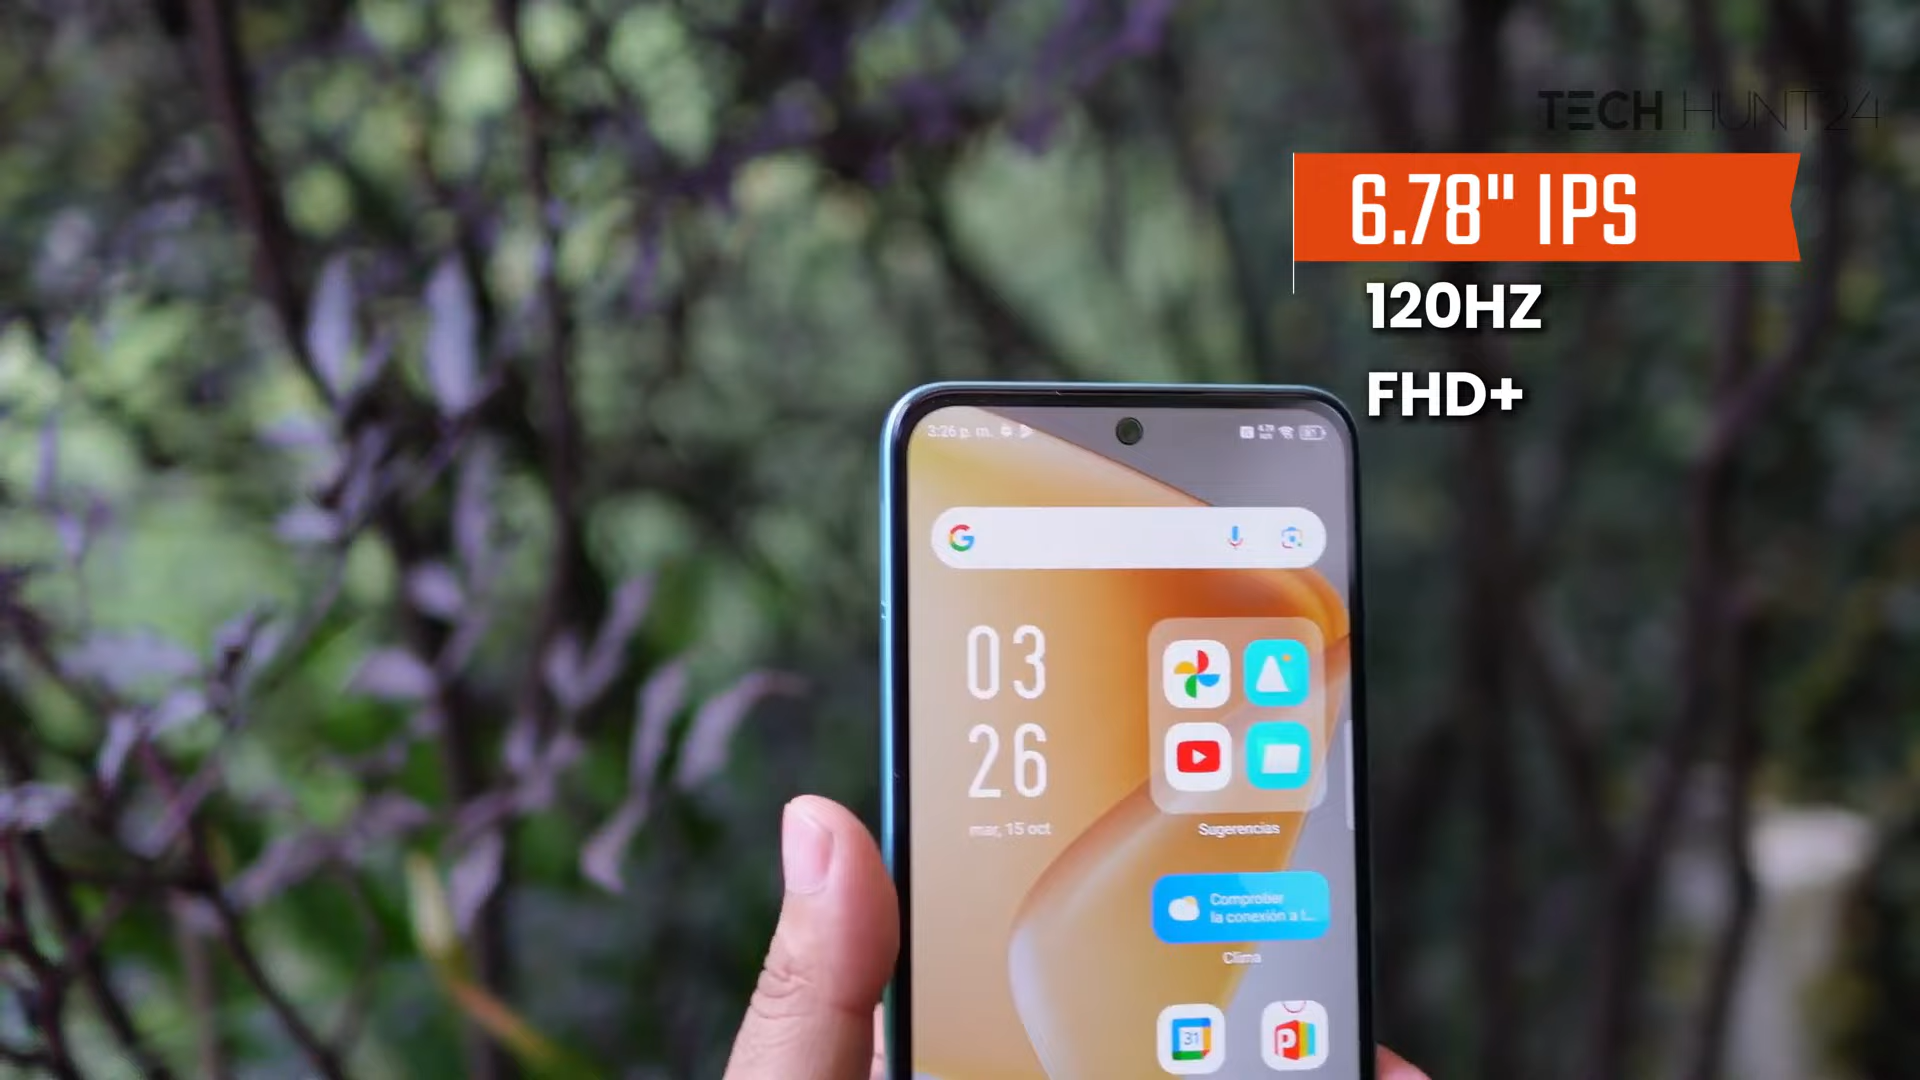 TECH HUNT24
6.78" IPS
120HZ
FHD+
3:26 p. m.
03
26
mar, 15 oct
Sugerencias
Comprobar
la conexión a l...
Clima
31